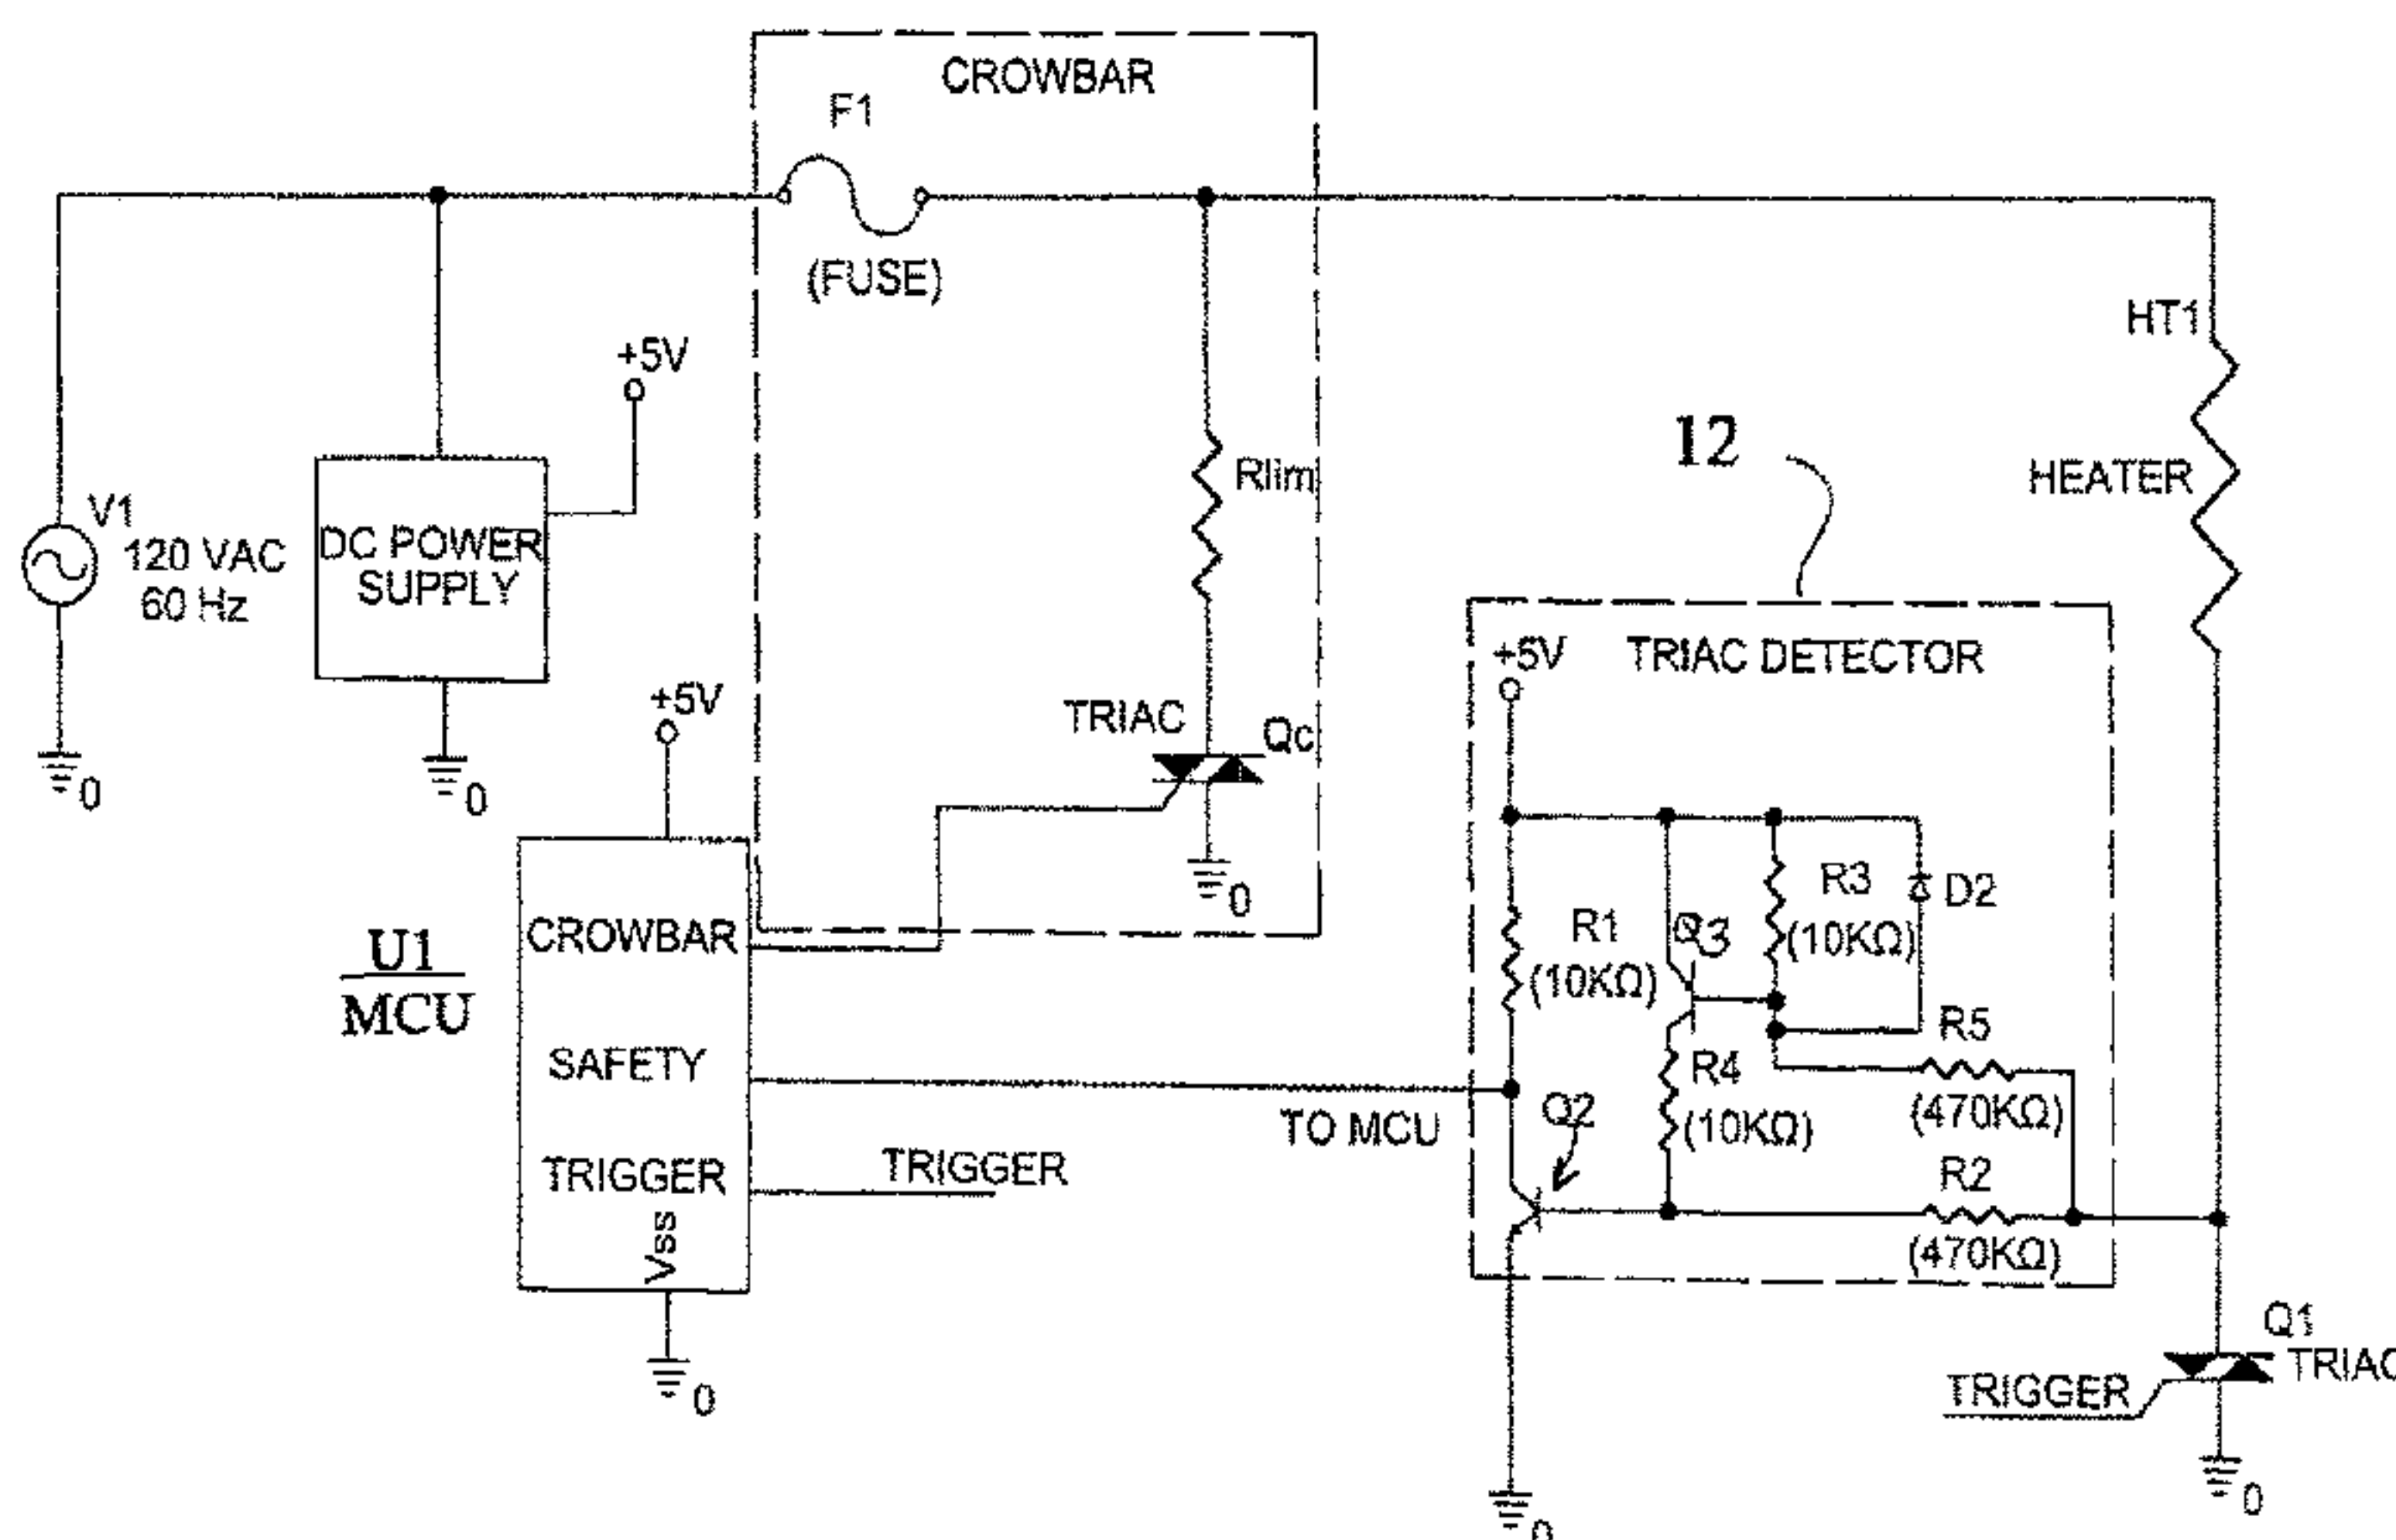 CROWBAR
F1
(FUSE)
+5V
V1
120 VAC
60 Hz
DC POWER
SUPPLY
0
0
Rlim
TRIAC
Qc
0
HT1
HEATER
12
+5V
U1
MCU
CROWBAR
SAFETY
TRIGGER
Vss
0
TRIGGER
TO MCU
+5V
TRIAC DETECTOR
R1
(10KΩ)
Q3
R3
(10KΩ)
D2
R4
(10KΩ)
R5
(470KΩ)
Q2
R2
(470KΩ)
0
Q1
TRIAC
TRIGGER
0